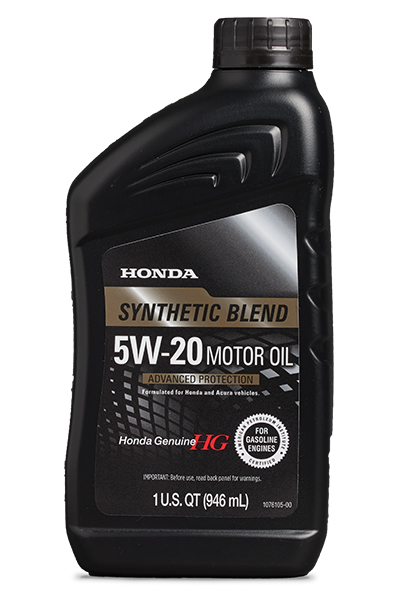 HONDA
SYNTHETIC BLEND
5W-20 MOTOR OIL
ADVANCED PROTECTION
Formulated for Honda and Acura vehicles.
Honda Genuine HG
FOR
GASOLINE
ENGINES
CERTIFIED
IMPORTANT: Before use, read back panel for warnings.
1 U.S. QT (946 mL)
1076105-00